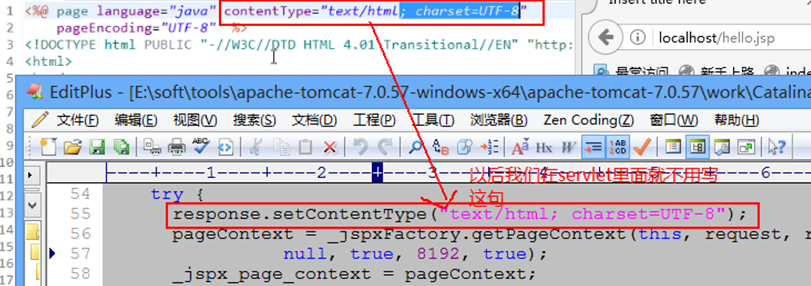 1 <%@ page language="java" contentType="text/html; charset=UTF-8"
2 pageEncoding="UTF-8" %>
3 <!DOCTYPE html PUBLIC "-//W3C//DTD HTML 4.01 Transitional//EN" "http:
4 <html>
Insert title here
localhost/hello.jsp
最常访问 新手上路
EditPlus - [E:\soft\tools\apache-tomcat-7.0.57-windows-x64\apache-tomcat-7.0.57\work\Catalina
文件(F) 编辑(E) 视图(V) 搜索(S) 文档(D) 工程(P) 工具(T) 浏览器(B) Zen Coding(Z) 窗口(W) 帮助(H)
----+----1----+----2----+----3----+----4----+----5----+----6----
以后我们在servlet里面就不用写
这句
54 try {
55 response.setContentType("text/html; charset=UTF-8");
56 pageContext = _jspxFactory.getPageContext(this, request, r
57 null, true, 8192, true);
58 _jspx_page_context = pageContext;